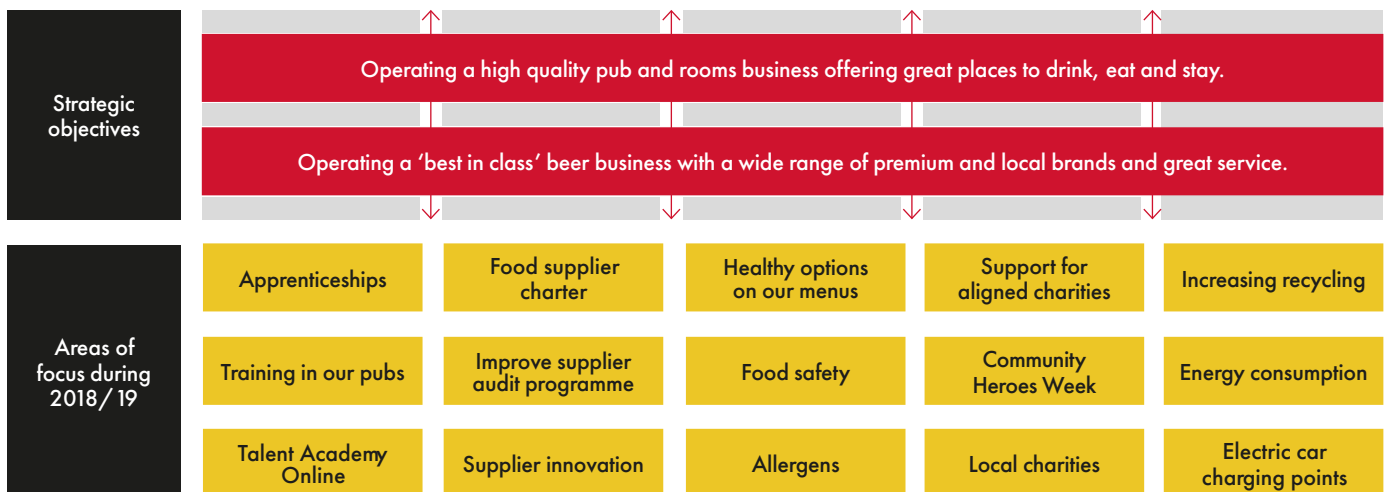 Strategic
objectives
Operating a high quality pub and rooms business offering great places to drink, eat and stay.
Operating a ‘best in class’ beer business with a wide range of premium and local brands and great service.
Areas of
focus during
2018/19
Apprenticeships
Food supplier
charter
Healthy options
on our menus
Support for
aligned charities
Increasing recycling
Training in our pubs
Improve supplier
audit programme
Food safety
Community
Heroes Week
Energy consumption
Talent Academy
Online
Supplier innovation
Allergens
Local charities
Electric car
charging points